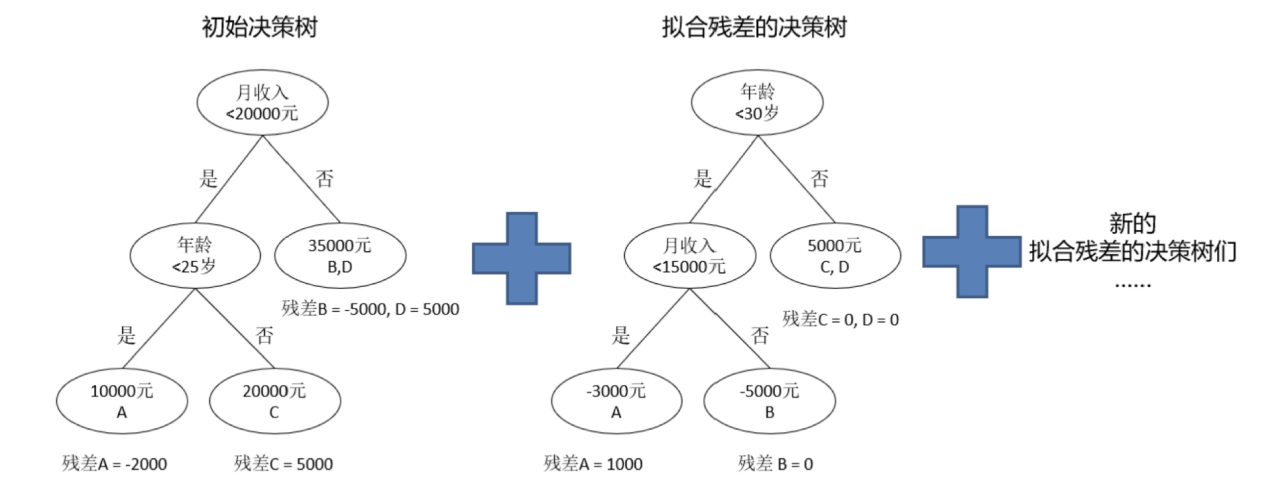 初始决策树
月收入
<20000元
是
否
年龄
<25岁
35000元
B,D
残差B = -5000, D = 5000
是
否
10000元
A
20000元
C
残差A = -2000
残差C = 5000
拟合残差的决策树
年龄
<30岁
是
否
月收入
<15000元
5000元
C, D
残差C = 0, D = 0
是
否
-3000元
A
-5000元
B
残差A = 1000
残差 B = 0
新的
拟合残差的决策树们
......